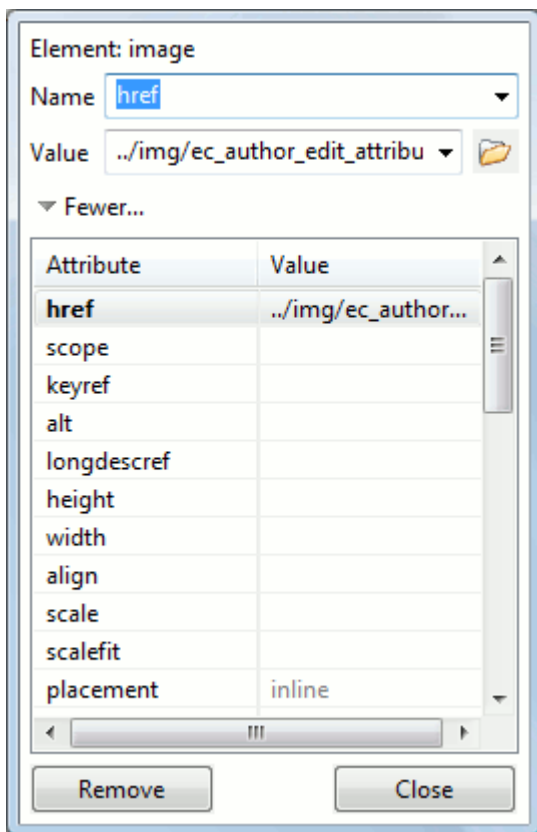 Element: image
Name href
Value ../img/ec_author_edit_attribu
Fewer...
Attribute Value
href ../img/ec_author...
scope
keyref
alt
longdescref
height
width
align
scale
scalefit
placement inline
Remove Close